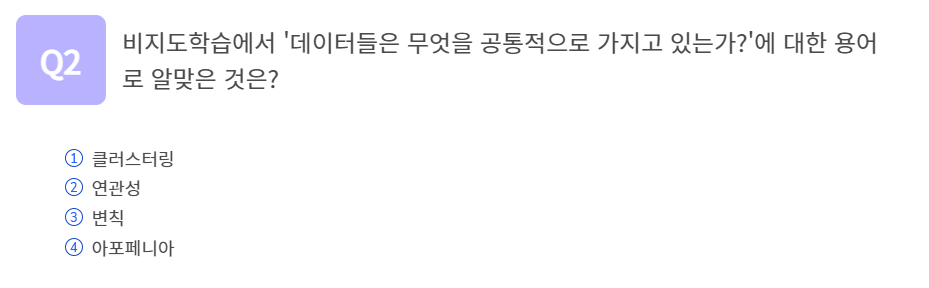 Q2
비지도학습에서 '데이터들은 무엇을 공통적으로 가지고 있는가?'에 대한 용어
로 알맞은 것은?
① 클러스터링
② 연관성
③ 변칙
④ 아포페니아